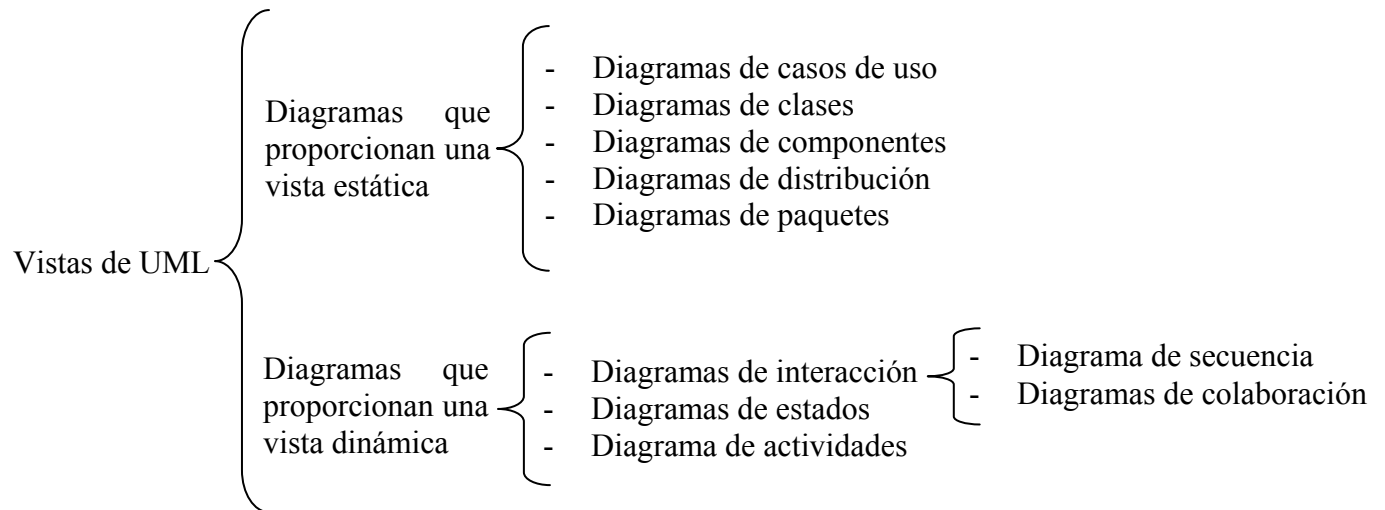 Vistas de UML
Diagramas que
proporcionan una
vista estática
- Diagramas de casos de uso
- Diagramas de clases
- Diagramas de componentes
- Diagramas de distribución
- Diagramas de paquetes
Diagramas que
proporcionan una
vista dinámica
- Diagramas de interacción
- Diagramas de estados
- Diagrama de actividades
- Diagrama de secuencia
- Diagramas de colaboración